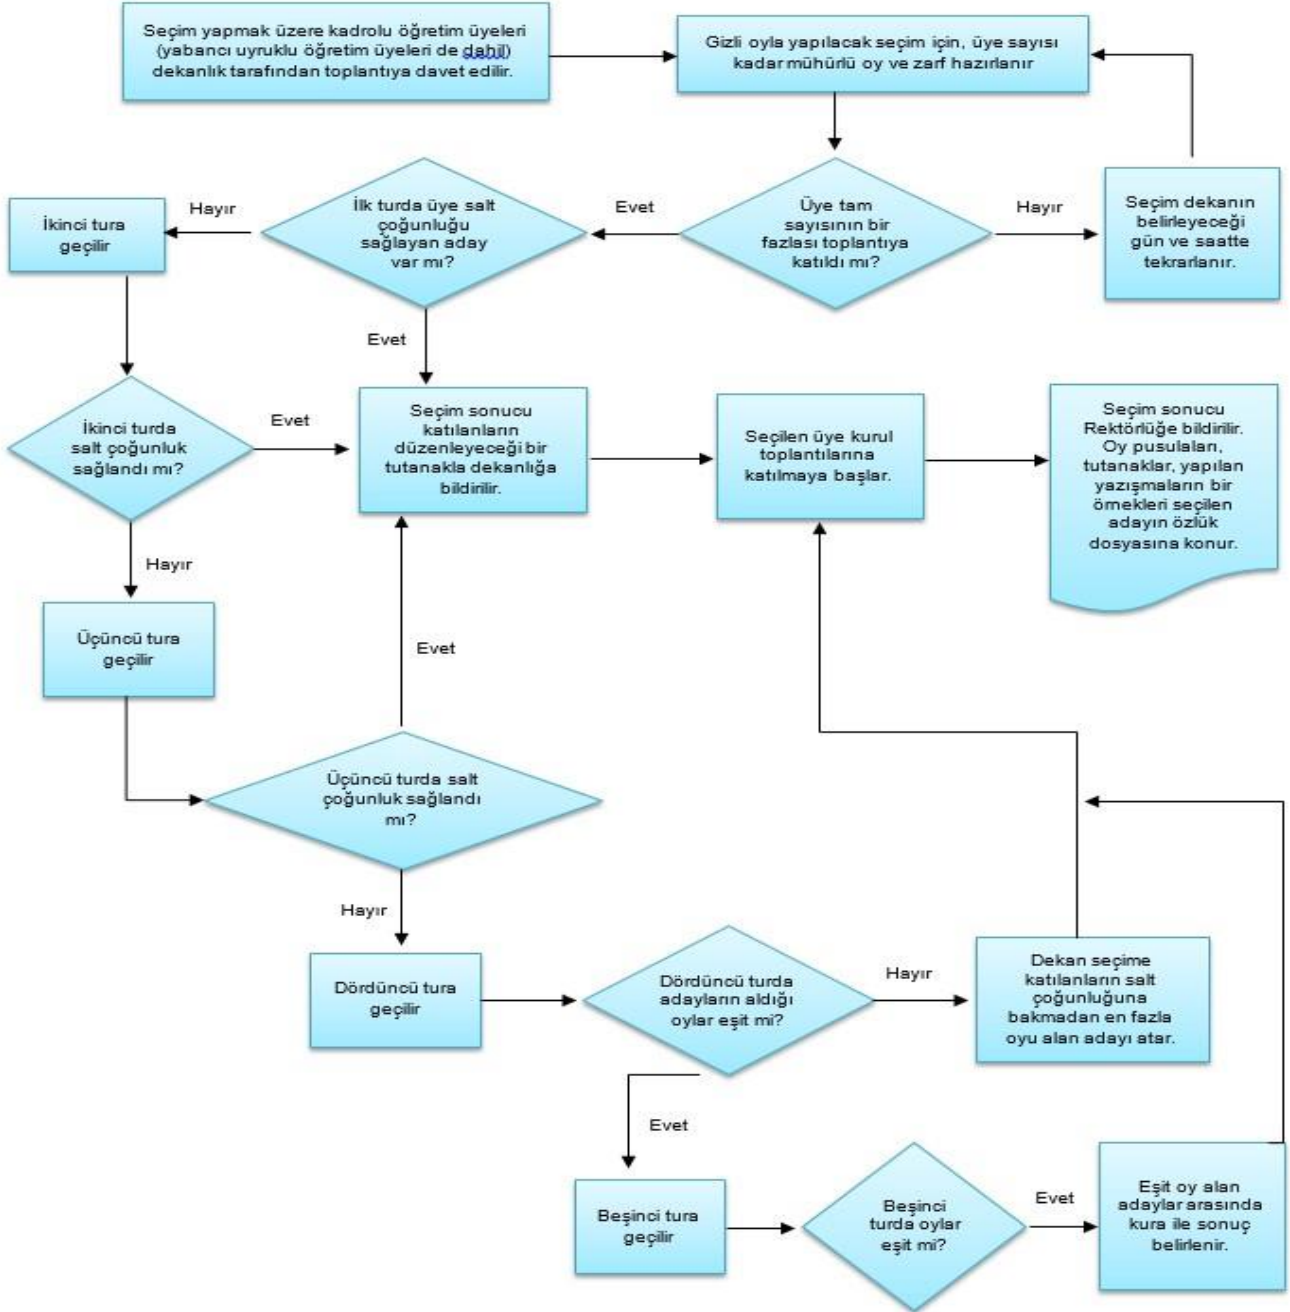 Seçim yapmak üzere kadrolu öğretim üyeleri
(yabancı uyruklu öğretim üyeleri de dahil)
dekanlık tarafından toplantıya davet edilir.
Gizli oyla yapılacak seçim için, üye sayısı
kadar mühürlü oy ve zarf hazırlanır
Üye tam
sayısının bir
fazlası toplantıya
katıldı mı?
Hayır
Seçim dekanın
belirleyeceği
gün ve saatte
tekrarlanır.
Evet
İlk turda üye salt
çoğunluğu
sağlayan aday
var mı?
Hayır
İkinci tura
geçilir
Evet
İkinci turda
salt çoğunluk
sağlandı mı?
Evet
Seçim sonucu
katılanların
düzenleyeceği bir
tutanakla dekanlığa
bildirilir.
Seçilen üye kurul
toplantılarına
katılmaya başlar.
Seçim sonucu
Rektörlüğe bildirilir.
Oy pusulaları,
tutanaklar, yapılan
yazışmaların bir
örnekleri seçilen
adayın özlük
dosyasına konur.
Hayır
Üçüncü tura
geçilir
Evet
Üçüncü turda salt
çoğunluk sağlandı
mı?
Hayır
Dördüncü tura
geçilir
Dördüncü turda
adayların aldığı
oylar eşit mi?
Hayır
Dekan seçime
katılanların salt
çoğunluğuna
bakmadan en fazla
oyu alan adayı atar.
Evet
Beşinci tura
geçilir
Beşinci
turda oylar
eşit mi?
Evet
Eşit oy alan
adaylar arasında
kura ile sonuç
belirlenir.